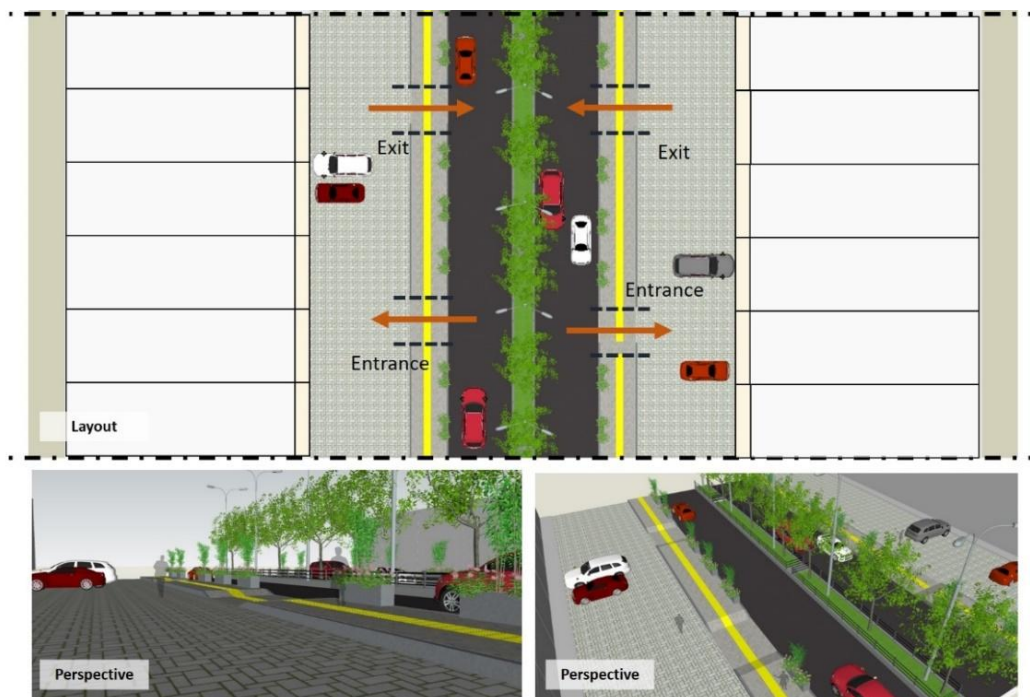 Exit
Exit
Entrance
Entrance
Layout
Perspective
Perspective